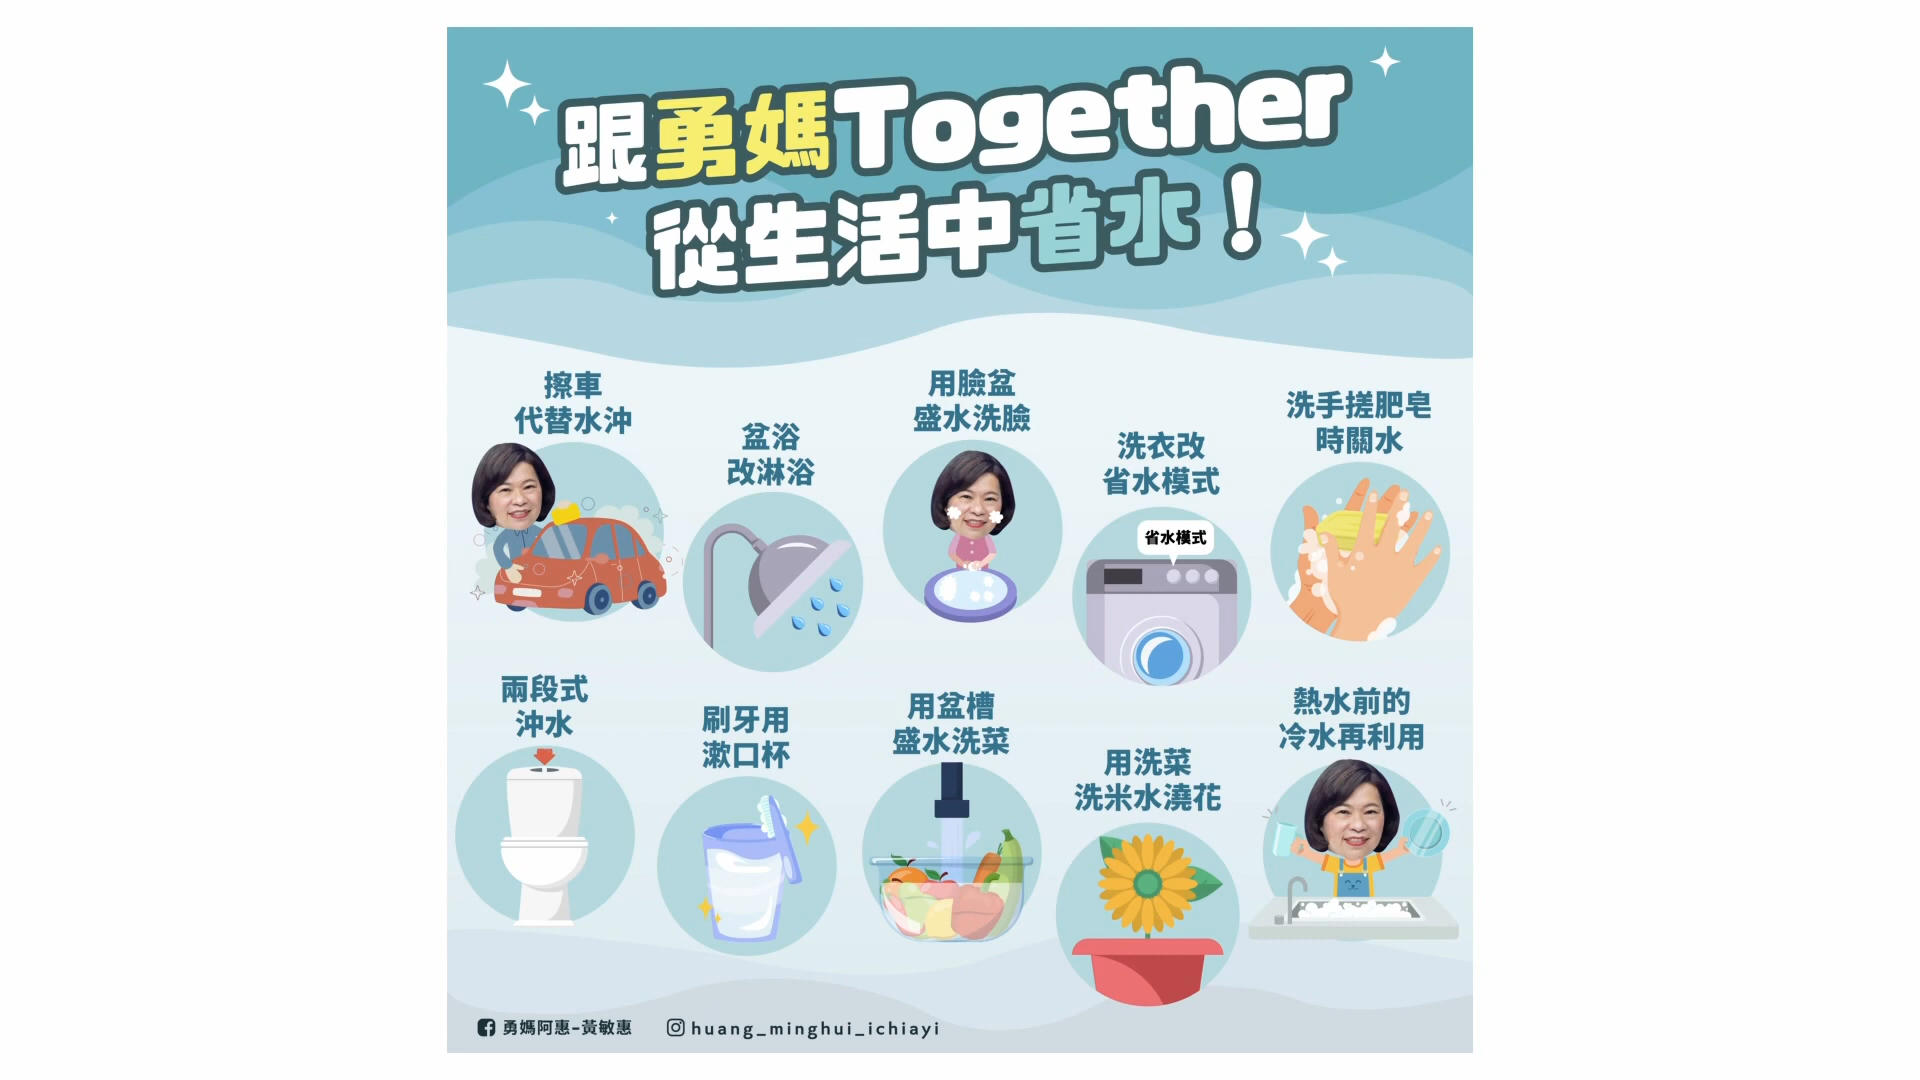 跟勇媽Together
從生活中省水！
擦車
代替水沖
盆浴
改淋浴
用臉盆
盛水洗臉
洗衣改
省水模式
省水模式
洗手搓肥皂
時關水
兩段式
沖水
刷牙用
漱口杯
用盆槽
盛水洗菜
用洗菜
洗米水澆花
熱水前的
冷水再利用
勇媽阿惠-黃敏惠
huang_minghui_ichiayi